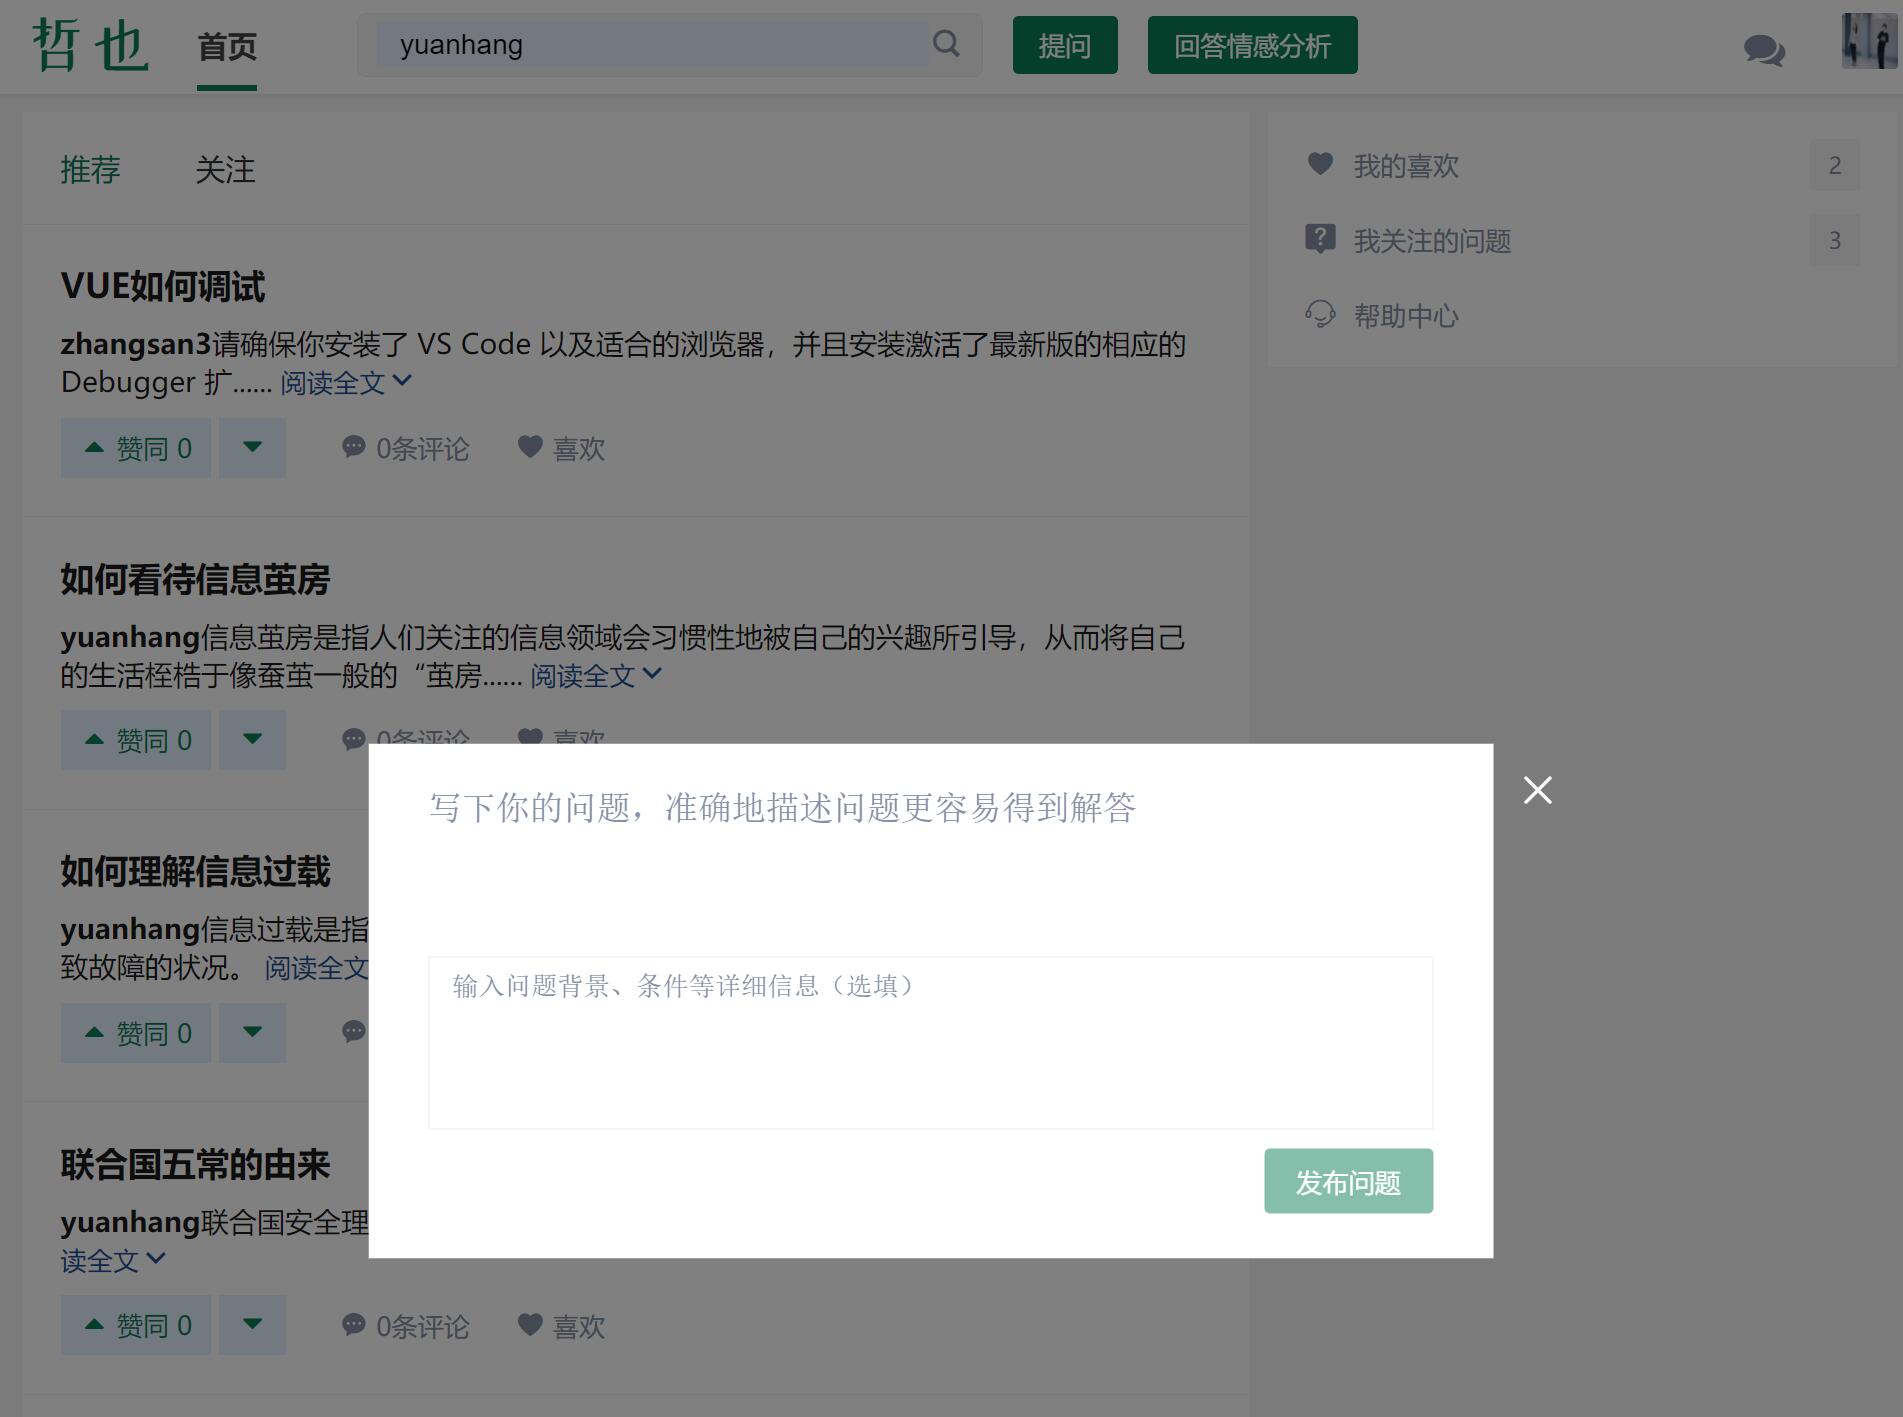 哲也 首页 yuanhang 提问 回答情感分析
推荐 关注
VUE如何调试
zhangsan3请确保你安装了 VS Code 以及适合的浏览器，并且安装激活了最新版的相应的
Debugger 扩...... 阅读全文
赞同 0 0条评论 喜欢
如何看待信息茧房
yuanhang信息茧房是指人们关注的信息领域会习惯性地被自己的兴趣所引导，从而将自己
的生活桎梏于像蚕茧一般的“茧房...... 阅读全文
赞同 0 0条评论 喜欢
如何理解信息过载
yuanhang信息过载是指
致故障的状况。 阅读全文
赞同 0
联合国五常的由来
yuanhang联合国安全理
读全文
赞同 0 0条评论 喜欢
我的喜欢 2
我关注的问题 3
帮助中心
写下你的问题，准确地描述问题更容易得到解答
输入问题背景、条件等详细信息（选填）
发布问题